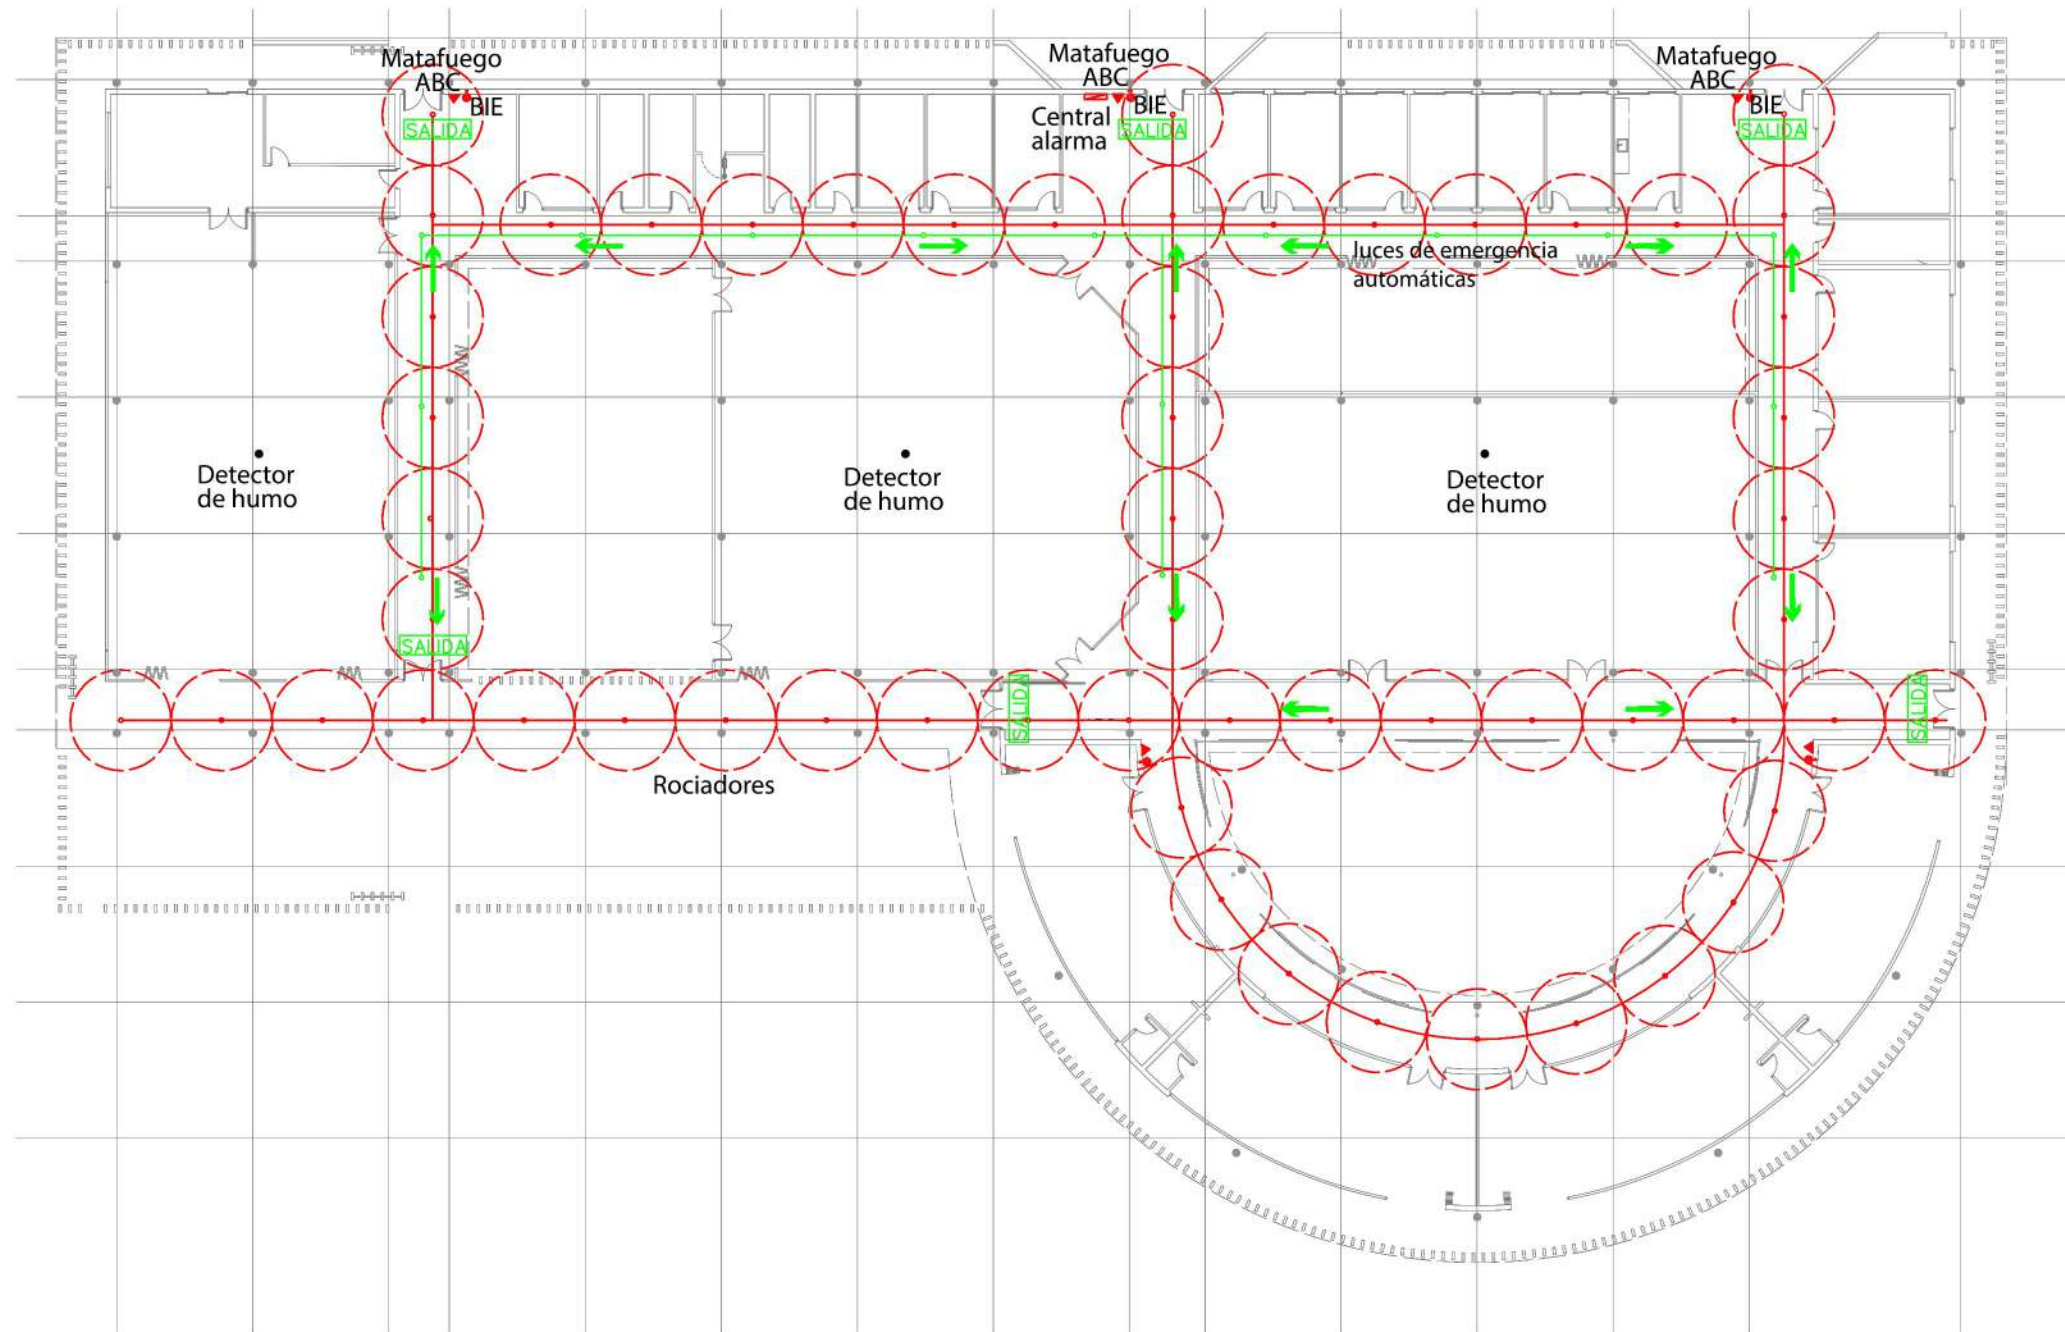 Matafuego
ABC
BIE
SALIDA
Matafuego
ABC
BIE
Central
alarma
SALIDA
Matafuego
ABC
BIE
SALIDA
luces de emergencia
automáticas
Detector
de humo
Detector
de humo
Detector
de humo
SALIDA
SALIDA
SALIDA
Rociadores